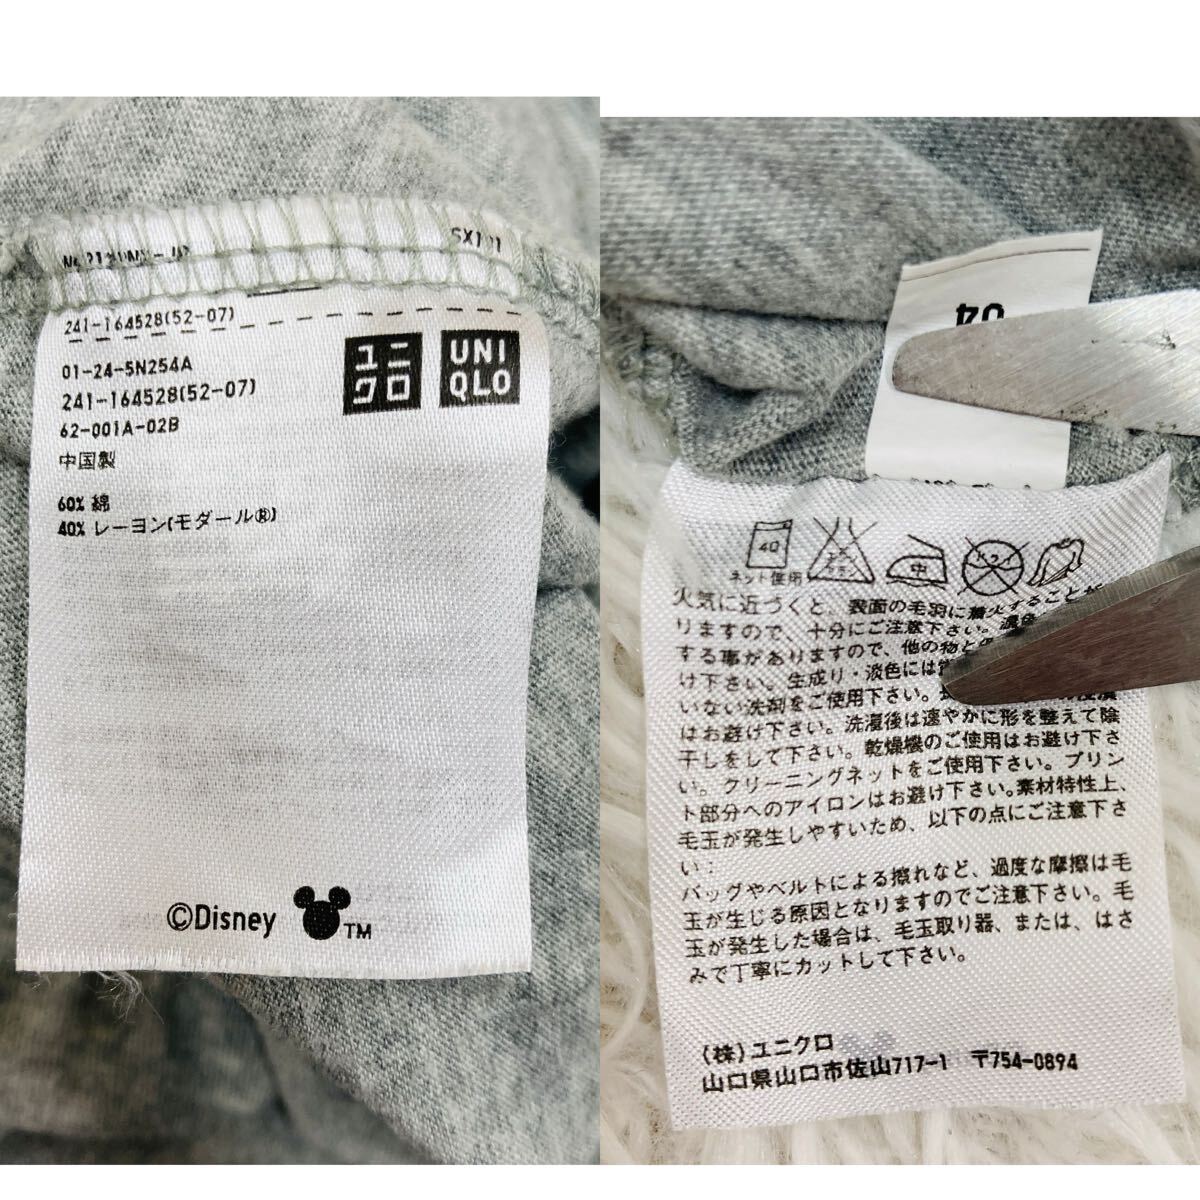 241-164528(52-07)
01-24-5N254A
241-164528(52-07)
62-001A-02B
中国製
ユニ
クロ
UNI
QLO
60% 綿
40% レーヨン(モダール®)
©Disney TM
04
40
ネット使用
中
ドライ
火気に近づくと、表面の毛羽に着火することが
りますので、十分にご注意下さい。
する事がありますので、他の物と
け下さい。生成り・淡色には
いない洗剤をご使用下さい。
はお避け下さい。洗濯後は速やかに形を整えて陰
干しをして下さい。乾燥機のご使用はお避け下さ
い。クリーニングネットをご使用下さい。プリン
ト部分へのアイロンはお避け下さい。素材特性上、
毛玉が発生しやすいため、以下の点にご注意下さ
い：
バッグやベルトによる擦れなど、過度な摩擦は毛
玉が生じる原因となりますのでご注意下さい。毛
玉が発生した場合は、毛玉取り器、または、はさ
みで丁寧にカットして下さい。
(株)ユニクロ
山口県山口市佐山717-1 〒754-0894